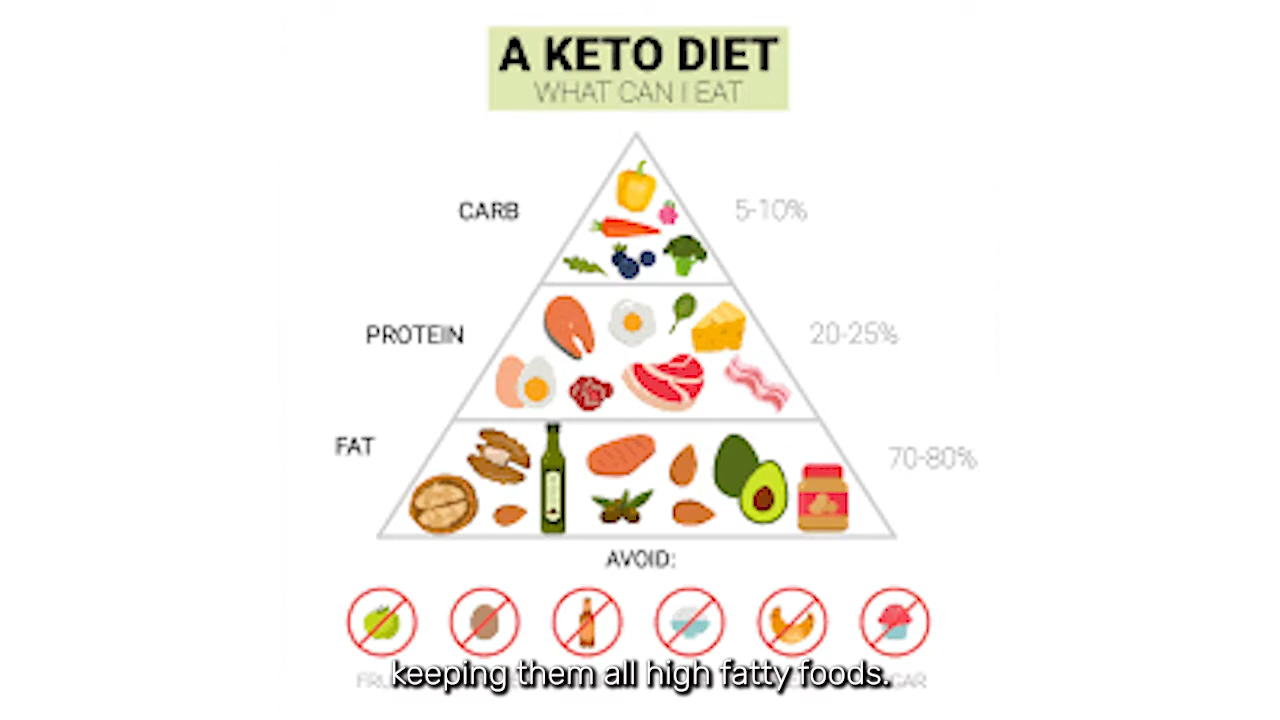 A KETO DIET
WHAT CAN I EAT
CARB
5-10%
PROTEIN
20-25%
FAT
70-80%
AVOID:
keeping them all high fatty foods.